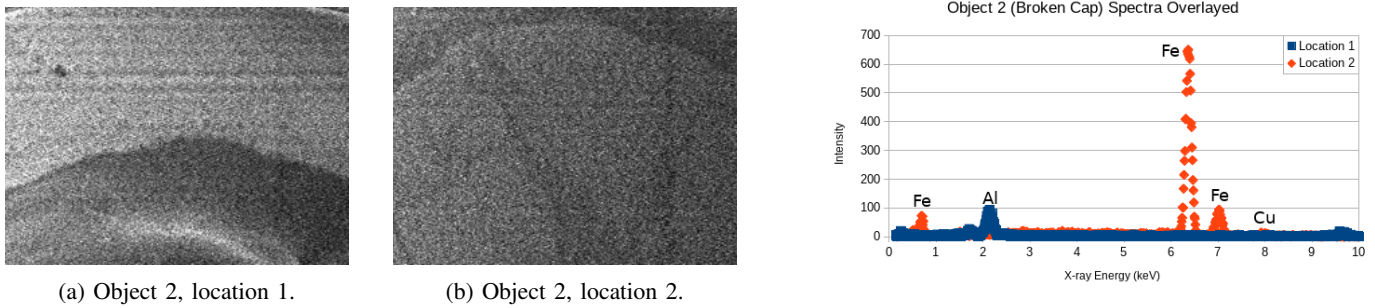 (a) Object 2, location 1.
(b) Object 2, location 2.
Object 2 (Broken Cap) Spectra Overlayed
Intensity
700
600
500
400
300
200
100
0
Fe
Al
Fe
Fe
Cu
Location 1
Location 2
0 1 2 3 4 5 6 7 8 9 10
X-ray Energy (keV)